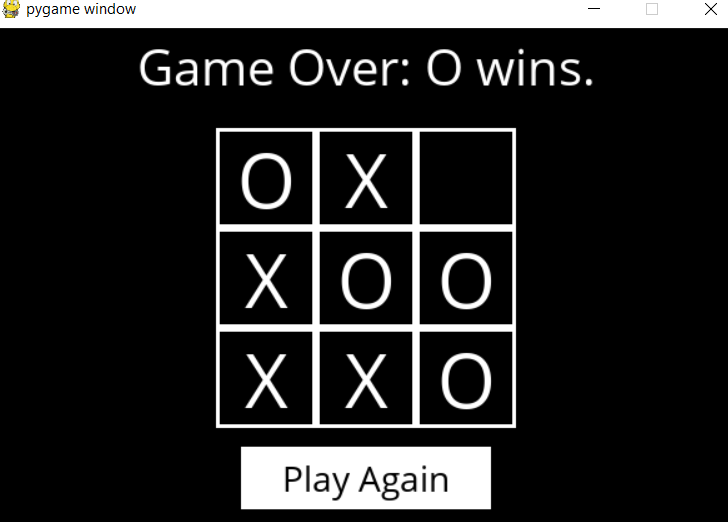 pygame window
Game Over: O wins.
O X
X O O
X X O
Play Again